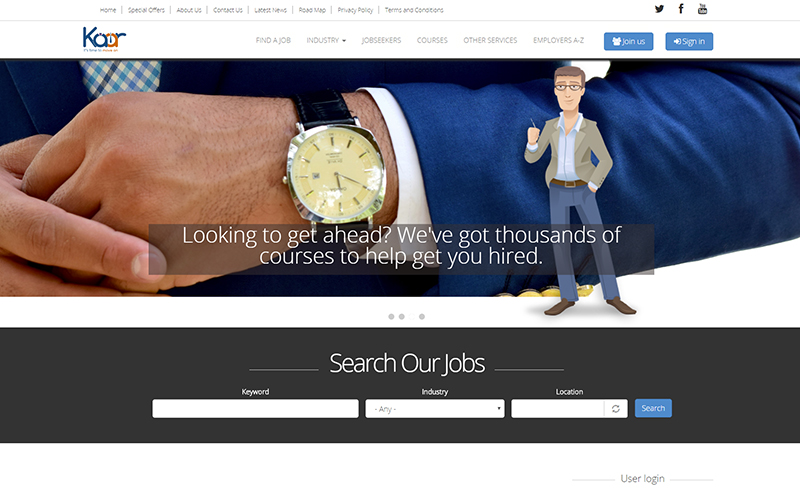 Home
Special Offers
About Us
Contact Us
Latest News
Road Map
Privacy Policy
Terms and Conditions
Kaar
FIND A JOB
INDUSTRY
JOBSEEKERS
COURSES
OTHER SERVICES
EMPLOYERS A-Z
Join us
Sign in
Looking to get ahead? We've got thousands of
courses to help get you hired.
Search Our Jobs
Keyword
Industry
Location
- Any -
Search
User login